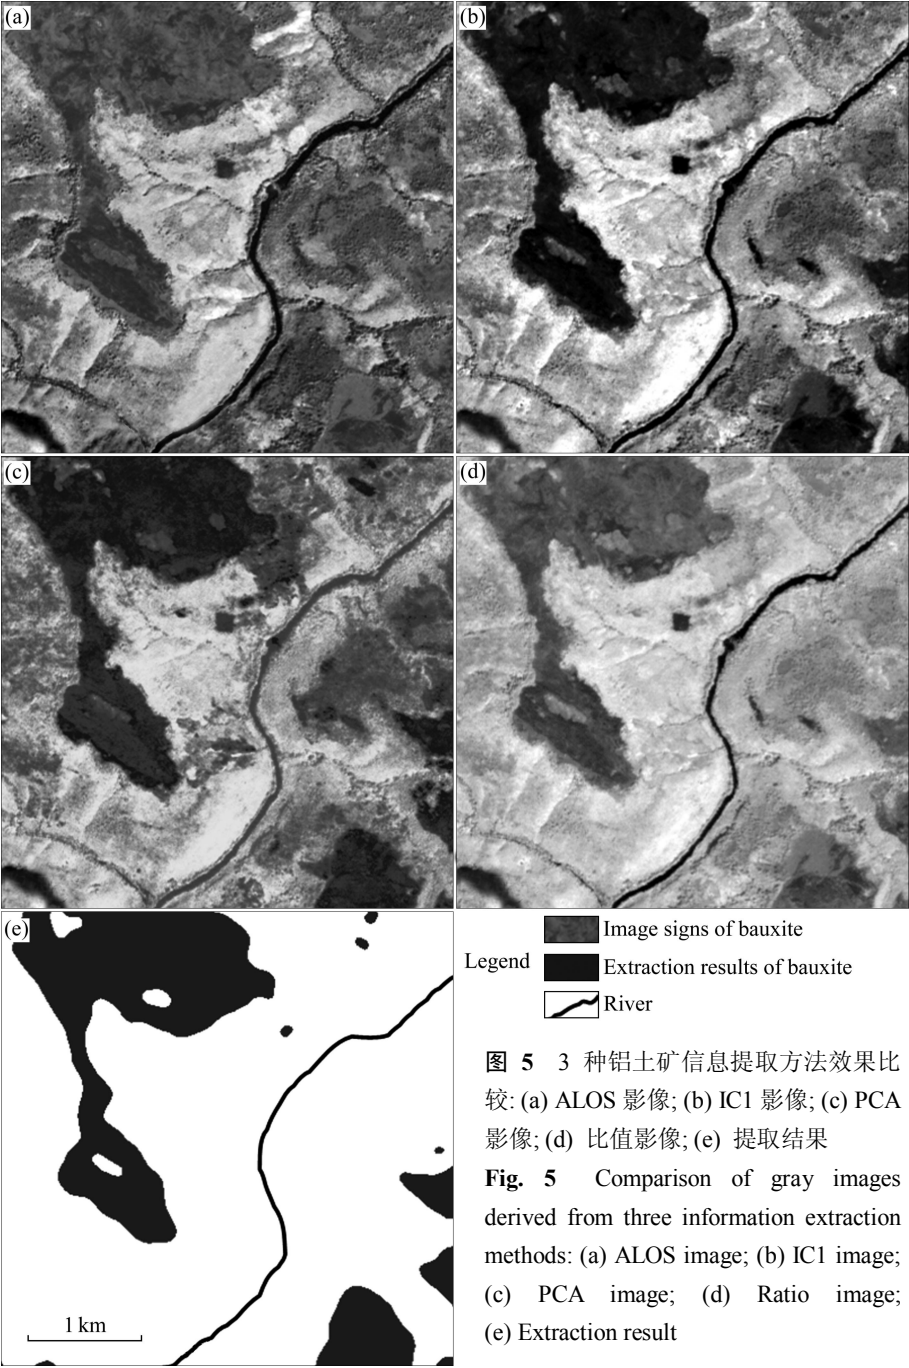 (a)
(b)
(c)
(d)
(e)
1 km
Legend
Image signs of bauxite
Extraction results of bauxite
River
图 5 3 种铝土矿信息提取方法效果比
较: (a) ALOS 影像; (b) IC1 影像; (c) PCA
影像; (d) 比值影像; (e) 提取结果
Fig. 5 Comparison of gray images
derived from three information extraction
methods: (a) ALOS image; (b) IC1 image;
(c) PCA image; (d) Ratio image;
(e) Extraction result